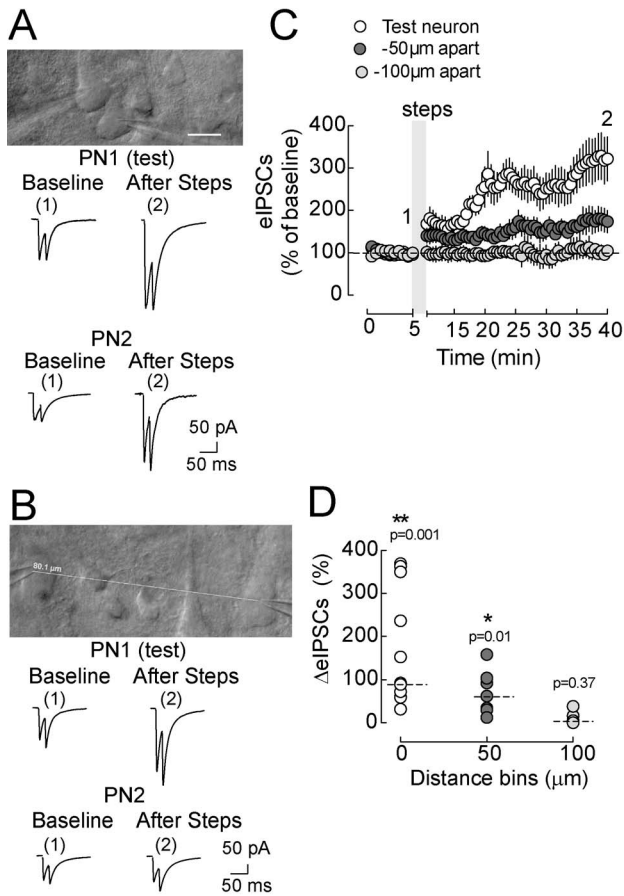 A
PN1 (test)
Baseline After Steps
(1) (2)
PN2
Baseline After Steps
(1) (2)
50 pA
50 ms
B
80.1 µm
PN1 (test)
Baseline After Steps
(1) (2)
PN2
Baseline After Steps
(1) (2)
50 pA
50 ms
C
Test neuron
-50µm apart
-100µm apart
steps
eIPSCs
(% of baseline)
400
300
200
100
0
1
2
0 5 15 20 25 30 35 40
Time (min)
D
ΔeIPSCs (%)
400
300
200
100
0
**
p=0.001
*
p=0.01
p=0.37
0 50 100
Distance bins (µm)